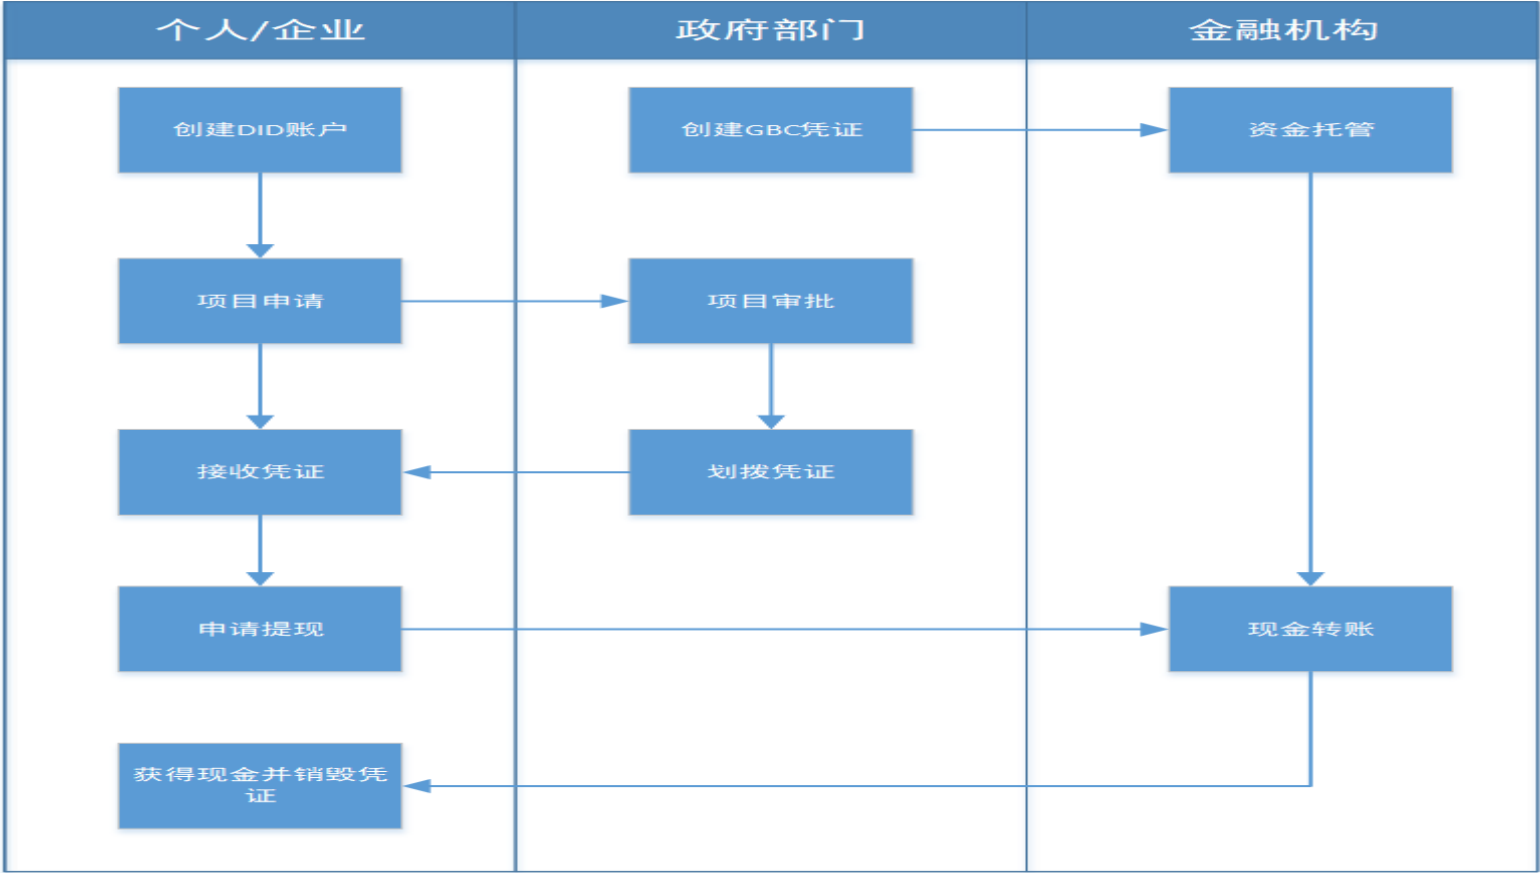 个人/企业
政府部门
金融机构
创建DID账户
创建GBC凭证
资金托管
项目申请
项目审批
接收凭证
划拨凭证
申请提现
现金转账
获得现金并销毁凭
证